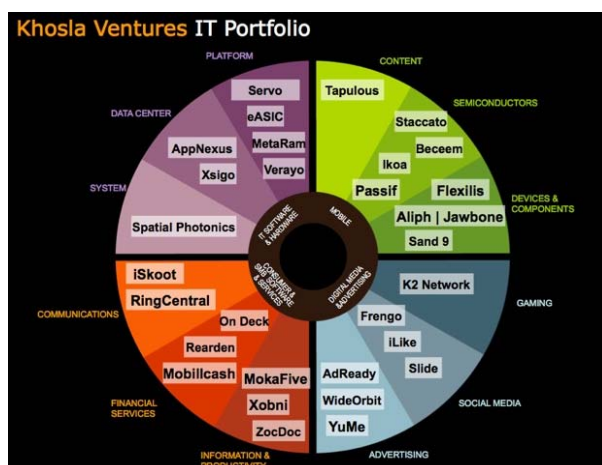 Khosla Ventures IT Portfolio
PLATFORM
Servo
eASIC
MetaRam
Verayo
DATA CENTER
AppNexus
Xsigo
SYSTEM
Spatial Photonics
CONTENT
Tapulous
SEMICONDUCTORS
Staccato
Beceem
Ikoa
Passif
DEVICES &
COMPONENTS
Flexilis
Aliph | Jawbone
Sand 9
IT SOFTWARE
& HARDWARE
MOBILE
CONSUMER &
SMB SOFTWARE
& SERVICES
DIGITAL MEDIA
& ADVERTISING
COMMUNICATIONS
iSkoot
RingCentral
FINANCIAL
SERVICES
On Deck
Rearden
Mobillcash
INFORMATION &
PRODUCTIVITY
MokaFive
Xobni
ZocDoc
GAMING
K2 Network
SOCIAL MEDIA
Frengo
iLike
Slide
ADVERTISING
AdReady
WideOrbit
YuMe